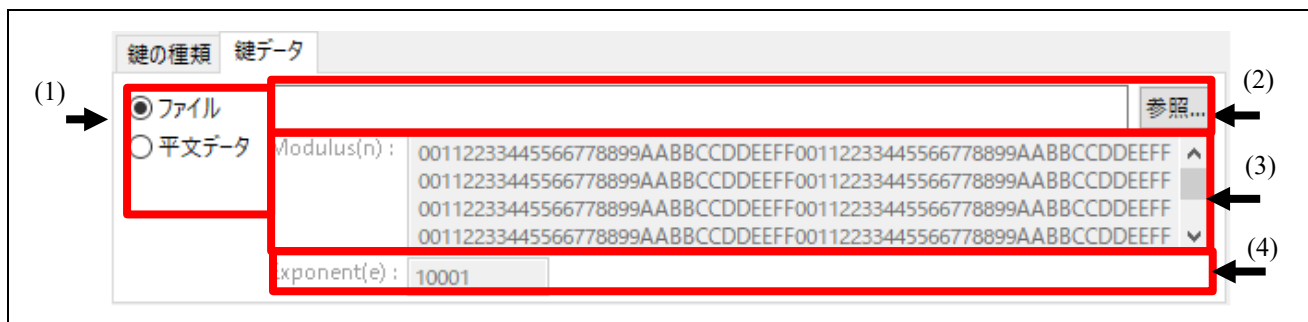 鍵の種類 鍵データ
(1)
ファイル
参照...
(2)
平文データ
Modulus(n) :
00112233445566778899AABBCCDDEEFF00112233445566778899AABBCCDDEEFF
00112233445566778899AABBCCDDEEFF00112233445566778899AABBCCDDEEFF
00112233445566778899AABBCCDDEEFF00112233445566778899AABBCCDDEEFF
00112233445566778899AABBCCDDEEFF00112233445566778899AABBCCDDEEFF
(3)
Exponent(e) :
10001
(4)